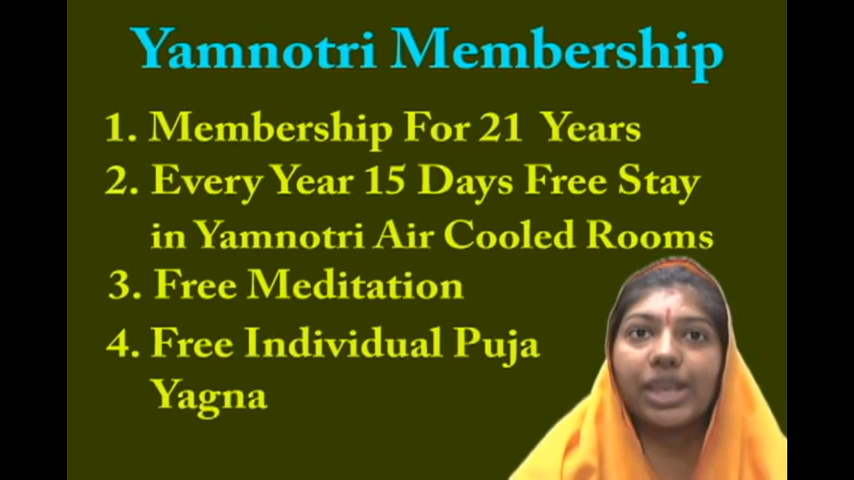 Yamnotri Membership
1. Membership For 21 Years
2. Every Year 15 Days Free Stay
in Yamnotri Air Cooled Rooms
3. Free Meditation
4. Free Individual Puja
Yagna